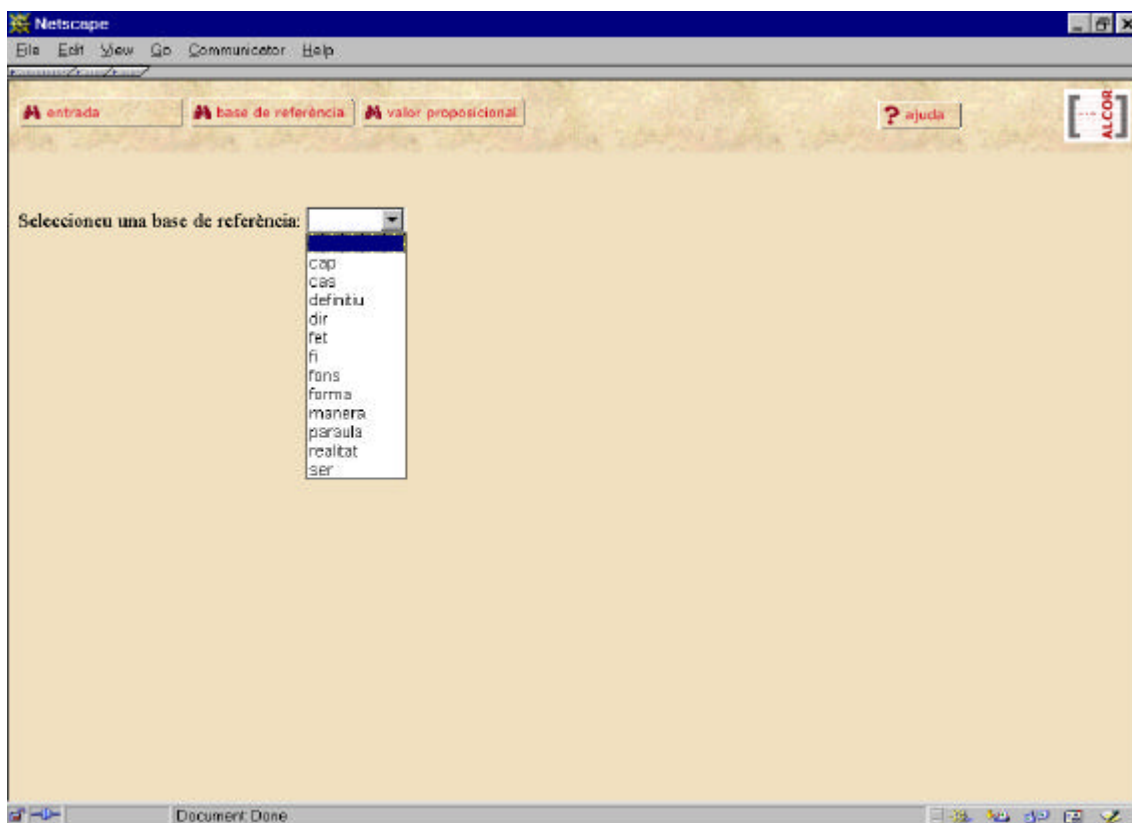 Netscape
File Edit View Go Communicator Help
entrada base de referència valor proposicional ? ajuda ALCOR
Seleccioneu una base de referència:
cap
cas
definitiu
dir
fet
fi
fons
forma
manera
paraula
realitat
ser
Document: Done